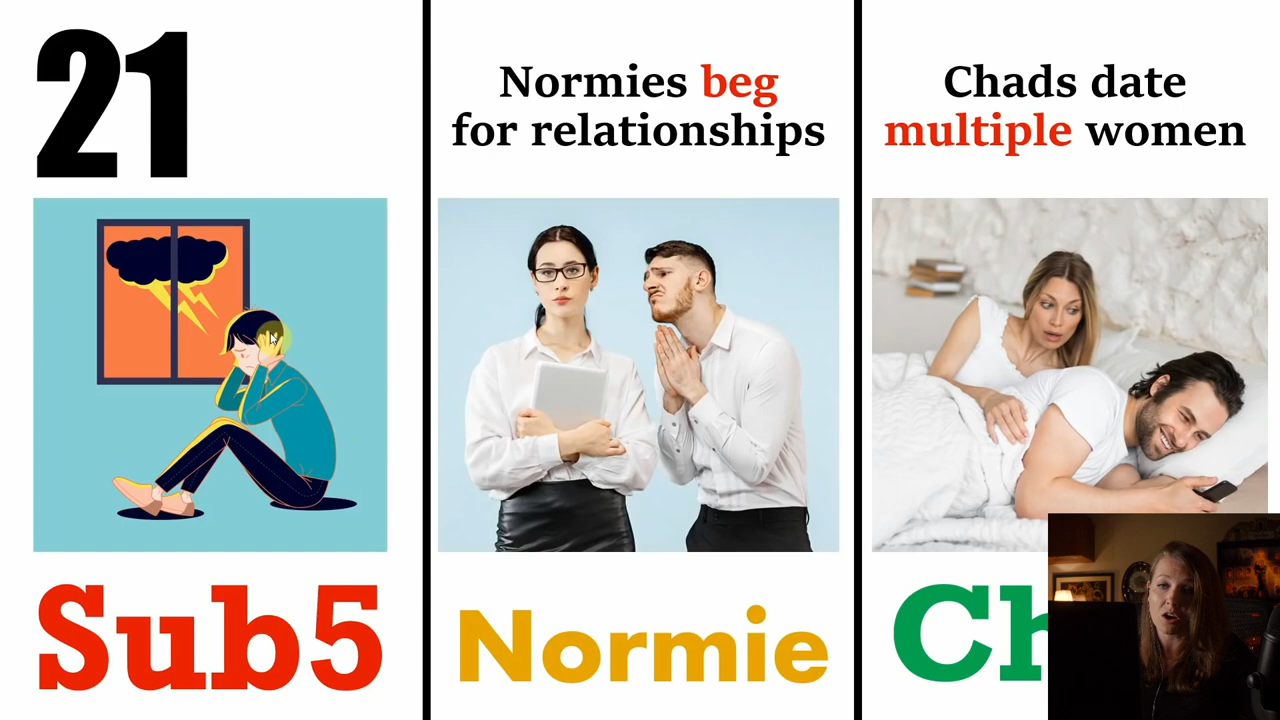 21
Normies beg
for relationships
Chads date
multiple women
Sub5
Normie
Ch